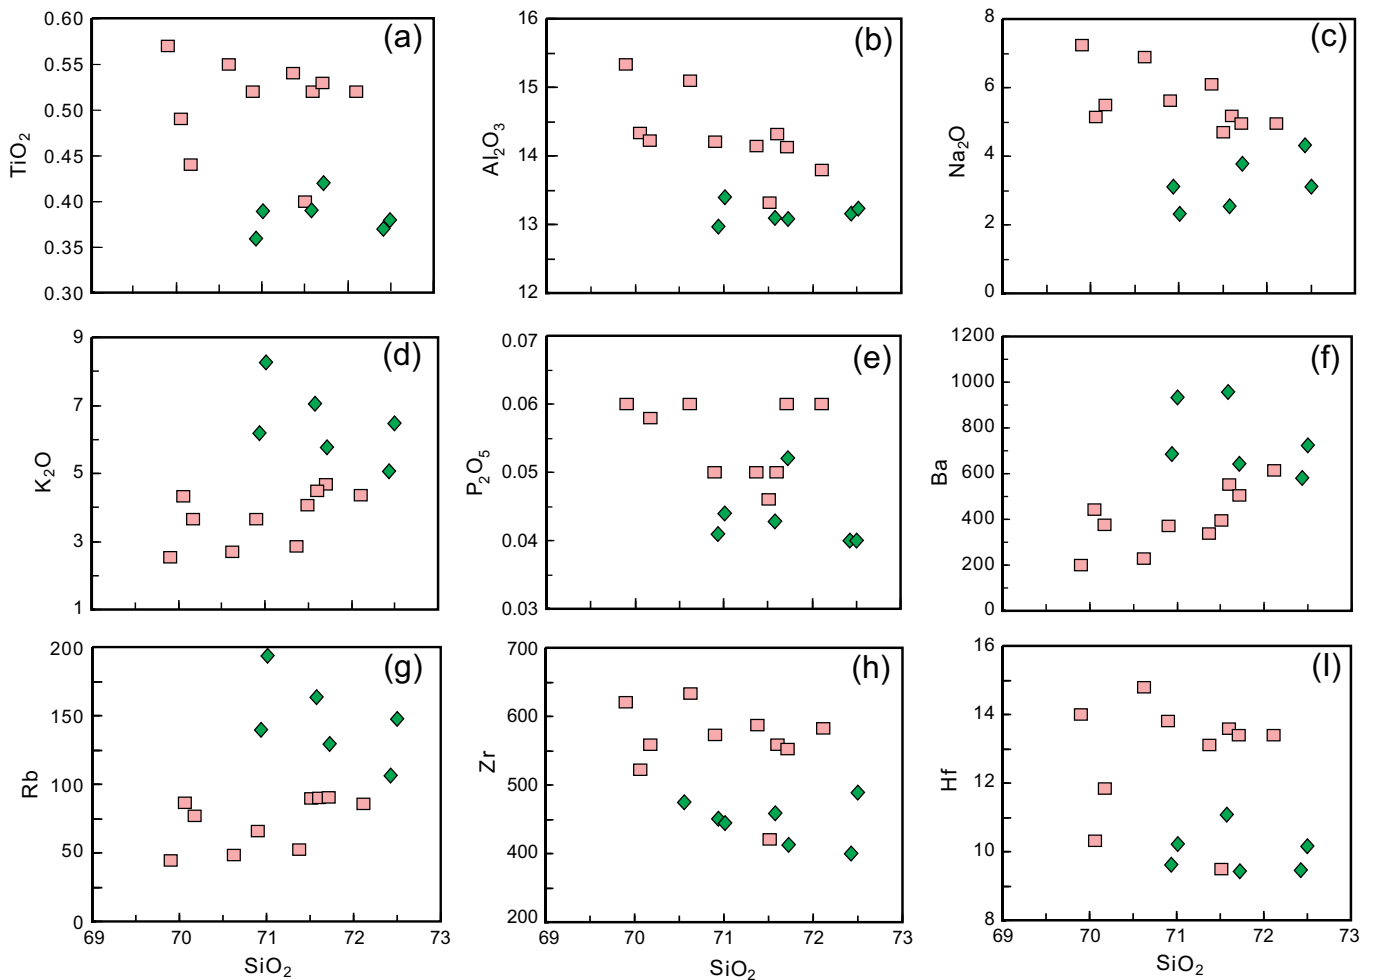 (a)
TiO2
0.60
0.55
0.50
0.45
0.40
0.35
0.30
(b)
Al2O3
16
15
14
13
12
(c)
Na2O
8
6
4
2
0
(d)
K2O
9
7
5
3
1
(e)
P2O5
0.07
0.06
0.05
0.04
0.03
(f)
Ba
1200
1000
800
600
400
200
0
(g)
Rb
200
150
100
50
0
69 70 71 72 73
SiO2
(h)
Zr
700
600
500
400
200
69 70 71 72 73
SiO2
(I)
Hf
16
14
12
10
8
69 70 71 72 73
SiO2